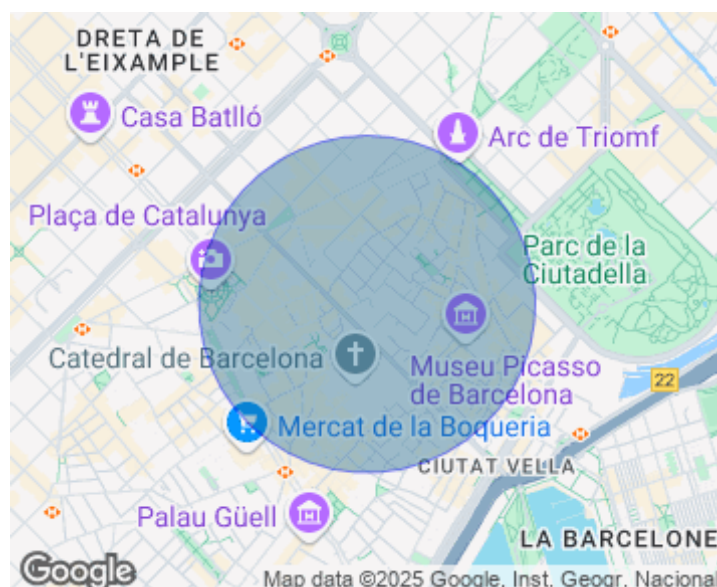 DRETA DE
L'EIXAMPLE
Casa Batlló
Arc de Triomf
Plaça de Catalunya
Parc de la
Ciutadella
Catedral de Barcelona
Museu Picasso
de Barcelona
22
Mercat de la Boqueria
CIUTAT VELLA
Palau Güell
LA BARCELONE
Google
Map data ©2025 Google, Inst. Geogr. Nacional